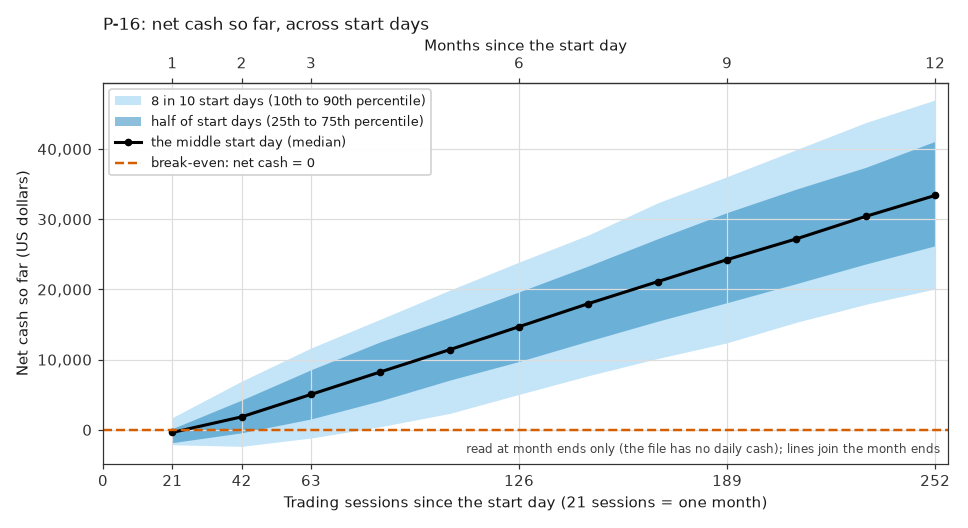 P-16: net cash so far, across start days
Months since the start day
1 2 3 6 9 12
8 in 10 start days (10th to 90th percentile)
half of start days (25th to 75th percentile)
the middle start day (median)
break-even: net cash = 0
Net cash so far (US dollars)
40,000
30,000
20,000
10,000
0
read at month ends only (the file has no daily cash); lines join the month ends
0 21 42 63 126 189 252
Trading sessions since the start day (21 sessions = one month)